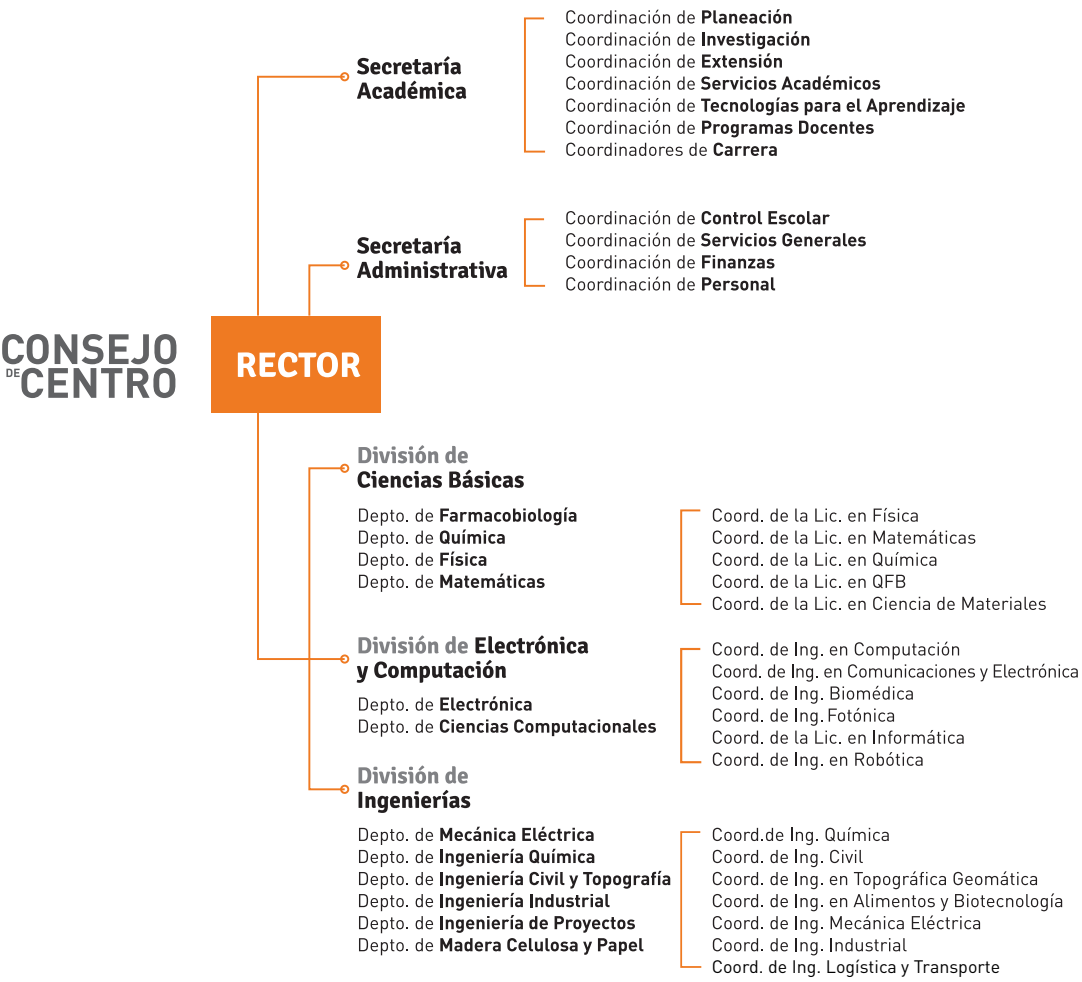 Secretaría
Académica
Coordinación de Planeación
Coordinación de Investigación
Coordinación de Extensión
Coordinación de Servicios Académicos
Coordinación de Tecnologías para el Aprendizaje
Coordinación de Programas Docentes
Coordinadores de Carrera
Secretaría
Administrativa
Coordinación de Control Escolar
Coordinación de Servicios Generales
Coordinación de Finanzas
Coordinación de Personal
CONSEJO
DE CENTRO
RECTOR
División de
Ciencias Básicas
Depto. de Farmacobiología
Depto. de Química
Depto. de Física
Depto. de Matemáticas
Coord. de la Lic. en Física
Coord. de la Lic. en Matemáticas
Coord. de la Lic. en Química
Coord. de la Lic. en QFB
Coord. de la Lic. en Ciencia de Materiales
División de Electrónica
y Computación
Depto. de Electrónica
Depto. de Ciencias Computacionales
Coord. de Ing. en Computación
Coord. de Ing. en Comunicaciones y Electrónica
Coord. de Ing. Biomédica
Coord. de Ing. Fotónica
Coord. de la Lic. en Informática
Coord. de Ing. en Robótica
División de
Ingenierías
Depto. de Mecánica Eléctrica
Depto. de Ingeniería Química
Depto. de Ingeniería Civil y Topografía
Depto. de Ingeniería Industrial
Depto. de Ingeniería de Proyectos
Depto. de Madera Celulosa y Papel
Coord.de Ing. Química
Coord. de Ing. Civil
Coord. de Ing. en Topográfica Geomática
Coord. de Ing. en Alimentos y Biotecnología
Coord. de Ing. Mecánica Eléctrica
Coord. de Ing. Industrial
Coord. de Ing. Logística y Transporte